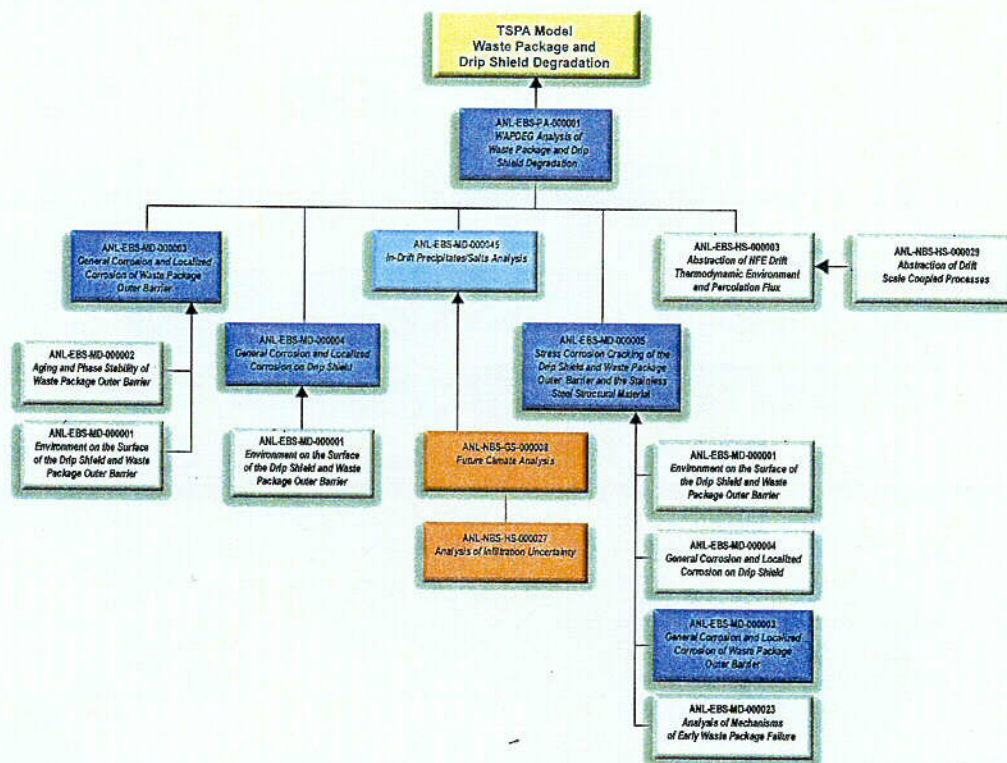 TSPA Model
Waste Package and
Drip Shield Degradation
ANL-EBS-PA-000001
WAPDEG Analysis of
Waste Package and Drip
Shield Degradation
ANL-EBS-MD-000003
General Corrosion and Localized
Corrosion of Waste Package
Outer Barrier
ANL-EBS-MD-000045
In-Drift Precipitates/Salts Analysis
ANL-EBS-HS-000003
Abstraction of NFE Drift
Thermodynamic Environment
and Percolation Flux
ANL-NBS-HS-000029
Abstraction of Drift
Scale Coupled Processes
ANL-EBS-MD-000002
Aging and Phase Stability of
Waste Package Outer Barrier
ANL-EBS-MD-000004
General Corrosion and Localized
Corrosion on Drip Shield
ANL-EBS-MD-000005
Stress Corrosion Cracking of the
Drip Shield and Waste Package
Outer Barrier and the Stainless
Steel Structural Material
ANL-EBS-MD-000001
Environment on the Surface
of the Drip Shield and Waste
Package Outer Barrier
ANL-EBS-MD-000001
Environment on the Surface
of the Drip Shield and Waste
Package Outer Barrier
ANL-NBS-GS-000008
Future Climate Analysis
ANL-NBS-HS-000027
Analysis of Infiltration Uncertainty
ANL-EBS-MD-000001
Environment on the Surface of
the Drip Shield and Waste
Package Outer Barrier
ANL-EBS-MD-000004
General Corrosion and Localized
Corrosion on Drip Shield
ANL-EBS-MD-000003
General Corrosion and Localized
Corrosion of Waste Package
Outer Barrier
ANL-EBS-MD-000023
Analysis of Mechanisms
of Early Waste Package Failure